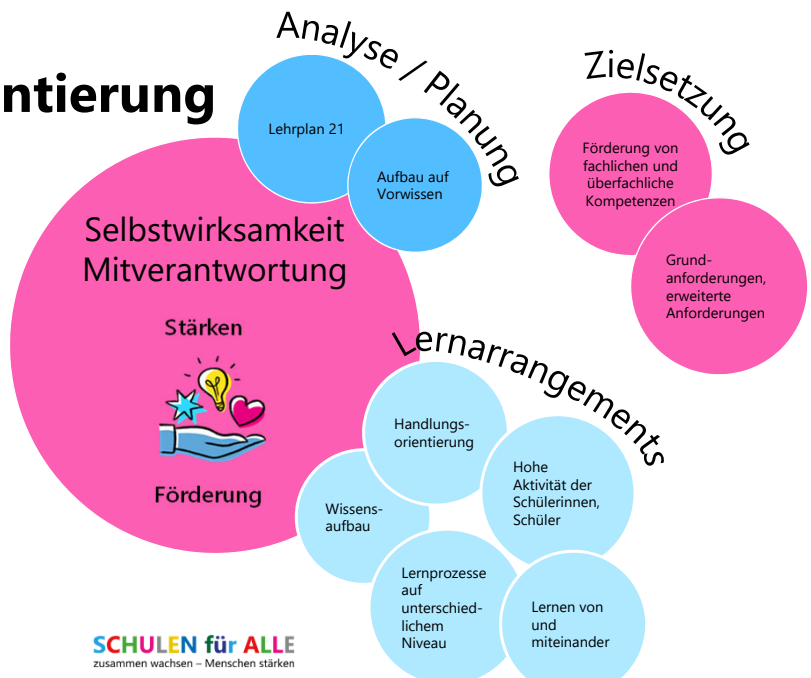 ntierung
Analyse / Planung
Lehrplan 21
Aufbau auf
Vorwissen
Zielsetzung
Förderung von
fachlichen und
überfachliche
Kompetenzen
Grund-
anforderungen,
erweiterte
Anforderungen
Selbstwirksamkeit
Mitverantwortung
Stärken
Förderung
Lernarrangements
Handlungs-
orientierung
Hohe
Aktivität der
Schülerinnen,
Schüler
Wissens-
aufbau
Lernprozesse
auf
unterschied-
lichem
Niveau
Lernen von
und
miteinander
SCHULEN für ALLE
zusammen wachsen – Menschen stärken